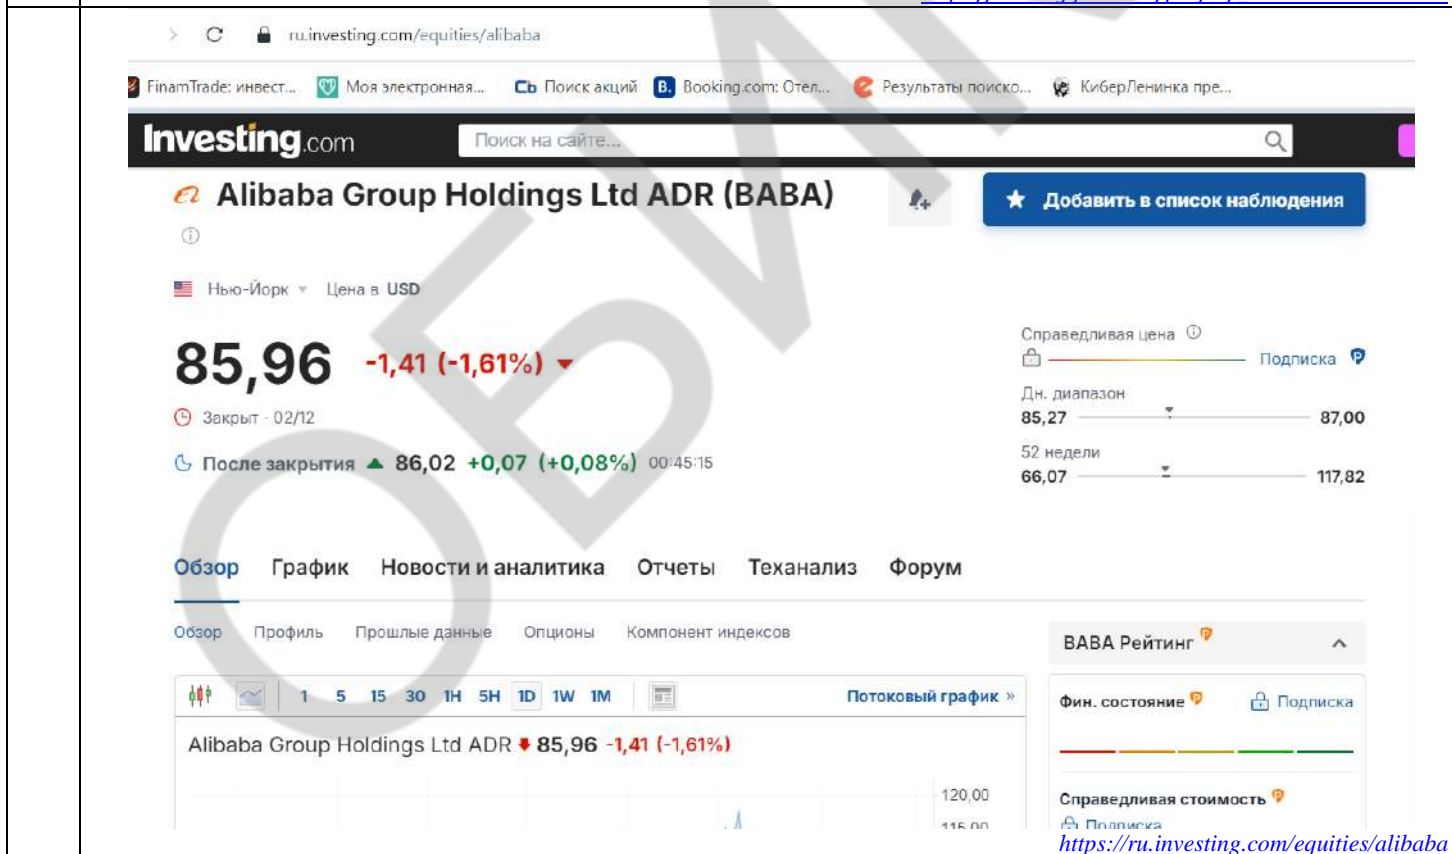 ru.investing.com/equities/alibaba
FinamTrade: инвест... Моя электронная... Сь Поиск акций B. Booking.com: Отел... Результаты поиско... КиберЛенинка пре...
Investing.com Поиск на сайте...
Alibaba Group Holdings Ltd ADR (BABA) Добавить в список наблюдения
Нью-Йорк Цена в USD
85,96 -1,41 (-1,61%)
Справедливая цена
Подписка
Закрыт · 02/12
Дн. диапазон
85,27 87,00
После закрытия 86,02 +0,07 (+0,08%) 00:45:15
52 недели
66,07 117,82
Обзор График Новости и аналитика Отчеты Теханализ Форум
Обзор Профиль Прошлые данные Опционы Компонент индексов
BABA Рейтинг
1 5 15 30 1H 5H 1D 1W 1M Потоковый график »
Фин. состояние Подписка
Alibaba Group Holdings Ltd ADR 85,96 -1,41 (-1,61%)
120,00
Справедливая стоимость
115,00
Подписка
https://ru.investing.com/equities/alibaba